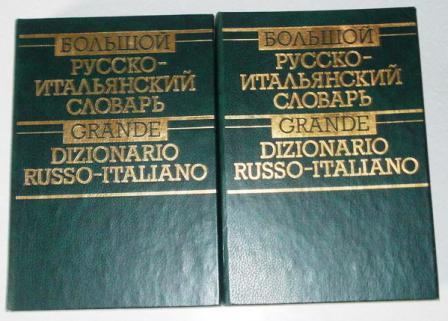 БОЛЬШОЙ
РУССКО-
ИТАЛЬЯНСКИЙ
СЛОВАРЬ
GRANDE
DIZIONARIO
RUSSO-ITALIANO
БОЛЬШОЙ
РУССКО-
ИТАЛЬЯНСКИЙ
СЛОВАРЬ
GRANDE
DIZIONARIO
RUSSO-ITALIANO